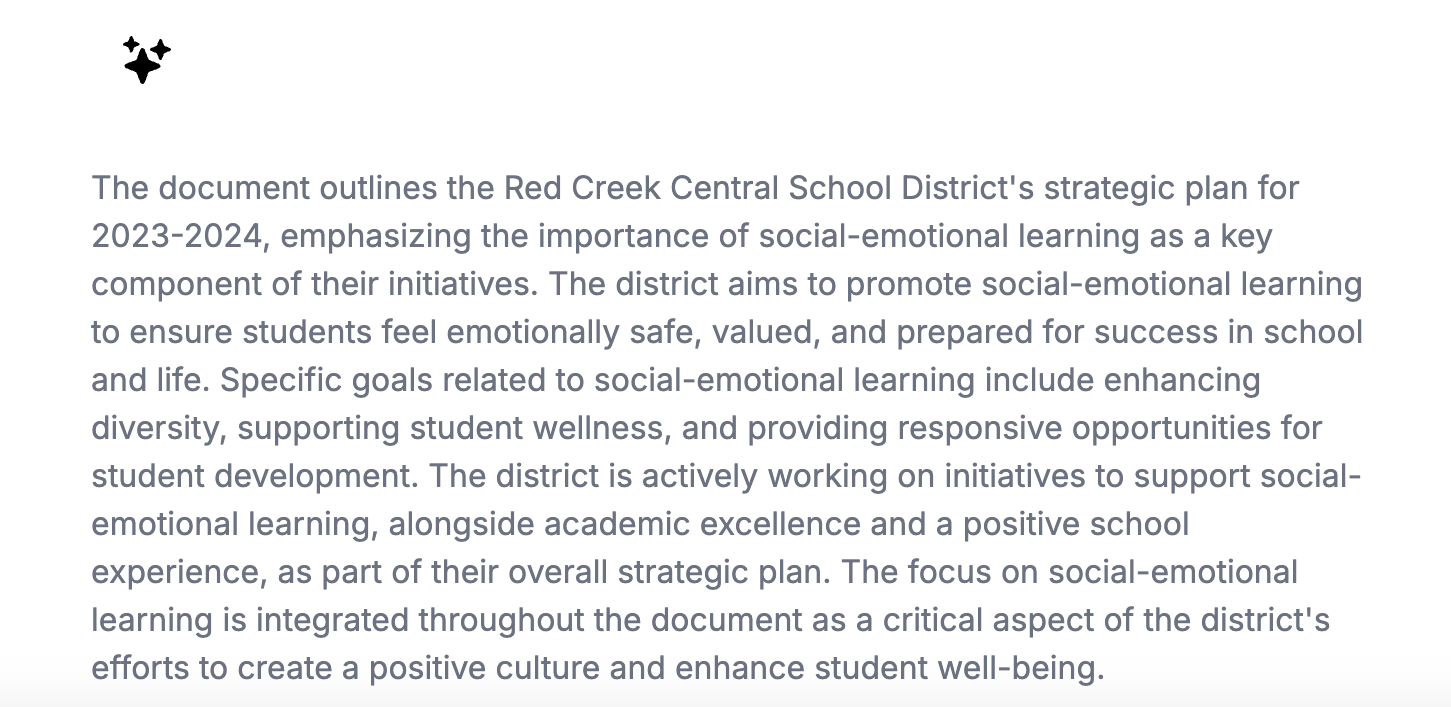 The document outlines the Red Creek Central School District's strategic plan for
2023-2024, emphasizing the importance of social-emotional learning as a key
component of their initiatives. The district aims to promote social-emotional learning
to ensure students feel emotionally safe, valued, and prepared for success in school
and life. Specific goals related to social-emotional learning include enhancing
diversity, supporting student wellness, and providing responsive opportunities for
student development. The district is actively working on initiatives to support social-
emotional learning, alongside academic excellence and a positive school
experience, as part of their overall strategic plan. The focus on social-emotional
learning is integrated throughout the document as a critical aspect of the district's
efforts to create a positive culture and enhance student well-being.